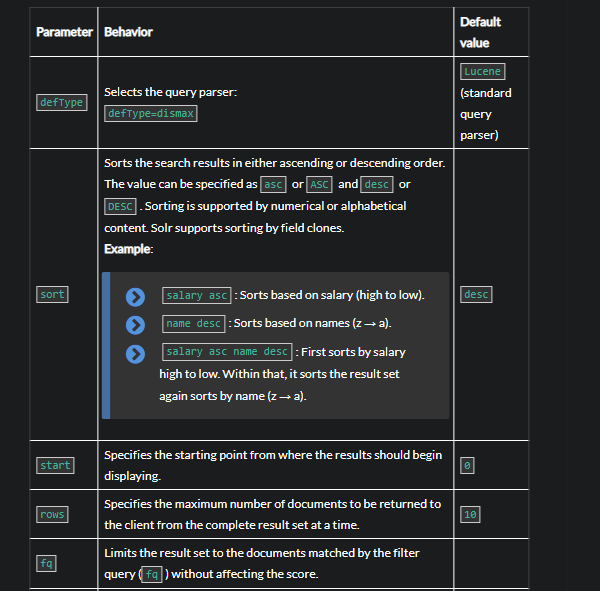 Parameter Behavior Default
value
defType
Selects the query parser:
defType=dismax
Lucene
(standard
query
parser)
sort
Sorts the search results in either ascending or descending order.
The value can be specified as asc or ASC and desc or
DESC . Sorting is supported by numerical or alphabetical
content. Solr supports sorting by field clones.
Example:
salary asc : Sorts based on salary (high to low).
name desc : Sorts based on names (z → a).
salary asc name desc : First sorts by salary
high to low. Within that, it sorts the result set
again sorts by name (z → a).
desc
start
Specifies the starting point from where the results should begin
displaying.
0
rows
Specifies the maximum number of documents to be returned to
the client from the complete result set at a time.
10
fq
Limits the result set to the documents matched by the filter
query ( fq ) without affecting the score.